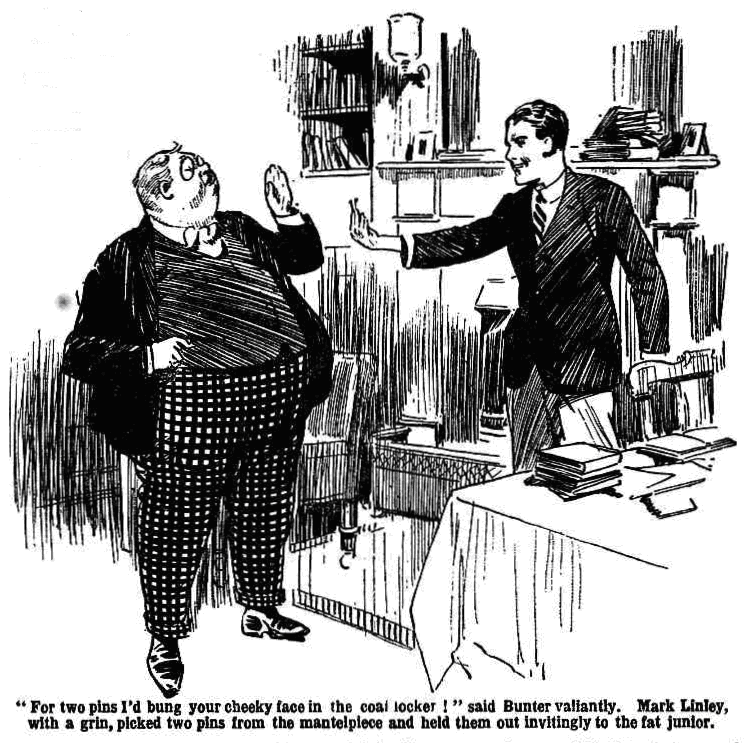 “ For two pins I'd bung your cheeky face in the coal locker ! ” said Bunter valiantly. Mark Linley,
with a grin, picked two pins from the mantelpiece and held them out invitingly to the fat junior.